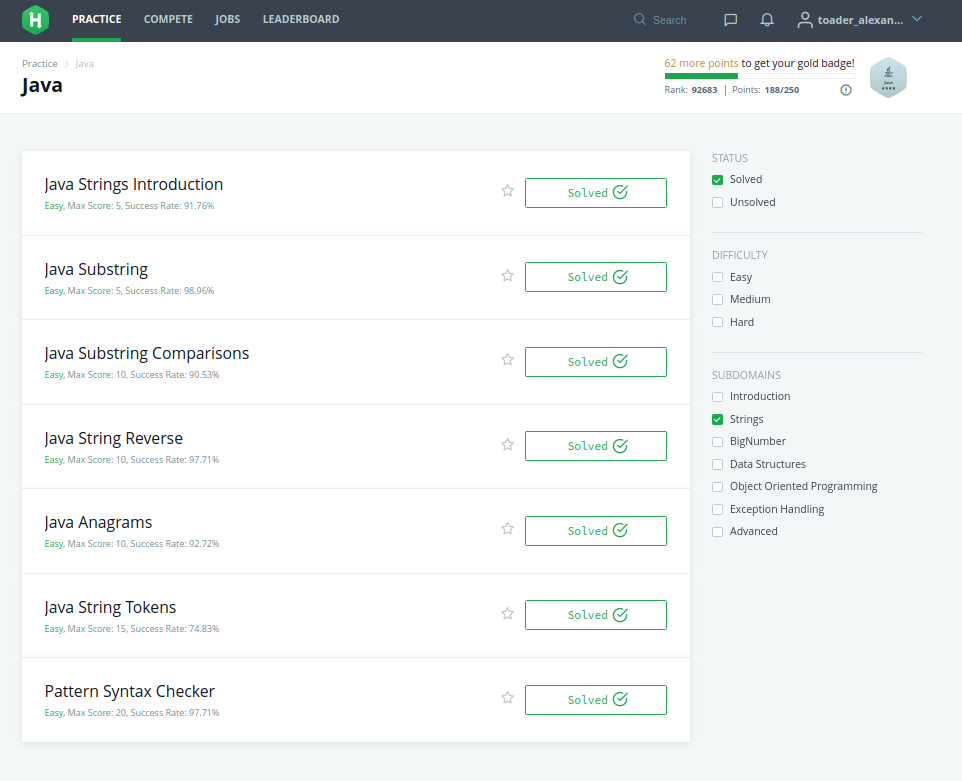 H PRACTICE COMPETE JOBS LEADERBOARD Search toader_alexan...
Practice > Java
Java
62 more points to get your gold badge!
Rank: 92683 | Points: 188/250
Java
Java Strings Introduction
Easy, Max Score: 5, Success Rate: 91.76%
Solved
Java Substring
Easy, Max Score: 5, Success Rate: 98.96%
Solved
Java Substring Comparisons
Easy, Max Score: 10, Success Rate: 90.53%
Solved
Java String Reverse
Easy, Max Score: 10, Success Rate: 97.71%
Solved
Java Anagrams
Easy, Max Score: 10, Success Rate: 92.72%
Solved
Java String Tokens
Easy, Max Score: 15, Success Rate: 74.83%
Solved
Pattern Syntax Checker
Easy, Max Score: 20, Success Rate: 97.71%
Solved
STATUS
Solved
Unsolved
DIFFICULTY
Easy
Medium
Hard
SUBDOMAINS
Introduction
Strings
BigNumber
Data Structures
Object Oriented Programming
Exception Handling
Advanced